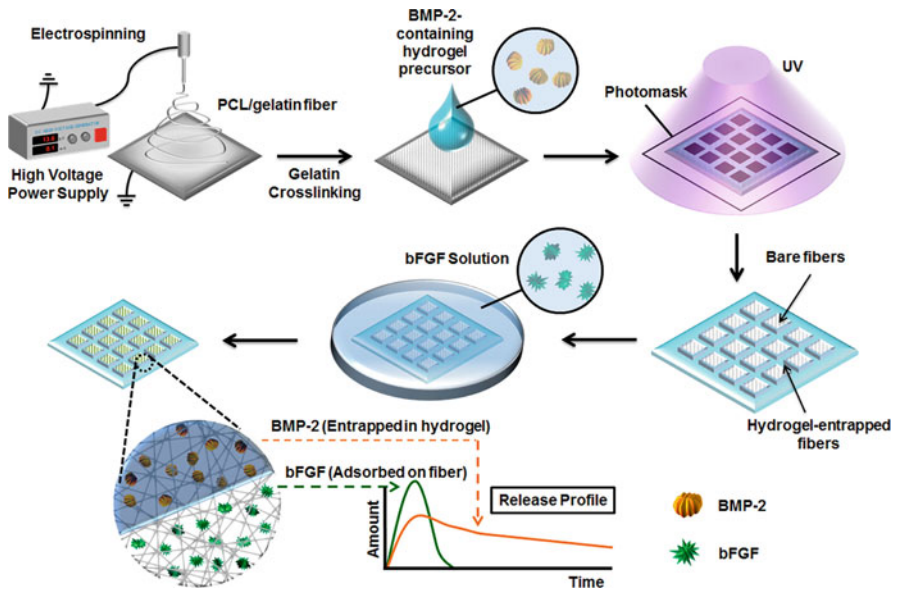 Electrospinning
PCL/gelatin fiber
High Voltage
Power Supply
Gelatin
Crosslinking
BMP-2-
containing
hydrogel
precursor
UV
Photomask
Bare fibers
Hydrogel-entrapped
fibers
bFGF Solution
BMP-2 (Entrapped in hydrogel)
bFGF (Adsorbed on fiber)
Release Profile
Amount
Time
BMP-2
bFGF